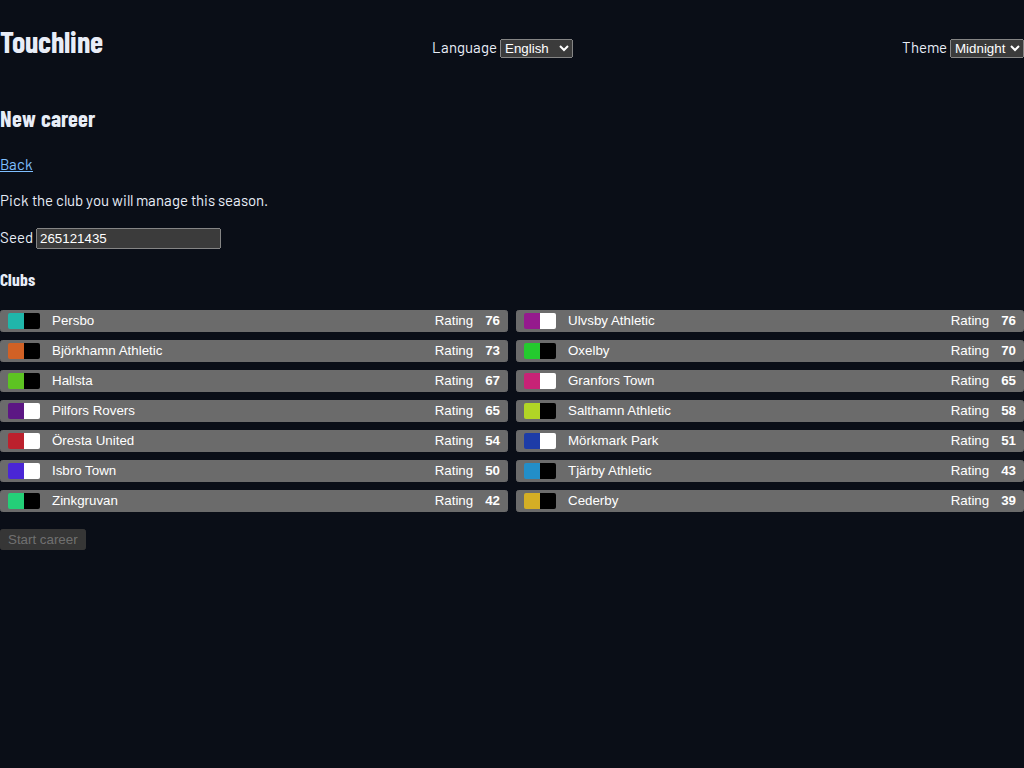 Touchline
Language English
Theme Midnight
New career
Back
Pick the club you will manage this season.
Seed 265121435
Clubs
Persbo Rating 76
Ulvsby Athletic Rating 76
Björkhamn Athletic Rating 73
Oxelby Rating 70
Hallsta Rating 67
Granfors Town Rating 65
Pilfors Rovers Rating 65
Salthamn Athletic Rating 58
Öresta United Rating 54
Mörkmark Park Rating 51
Isbro Town Rating 50
Tjärby Athletic Rating 43
Zinkgruvan Rating 42
Cederby Rating 39
Start career